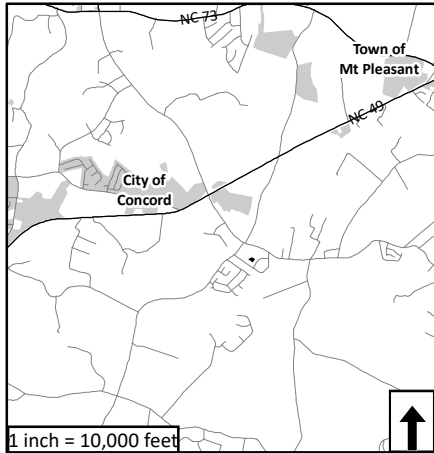 NC 73
Town of
Mt Pleasant
NC 49
City of
Concord
1 inch = 10,000 feet